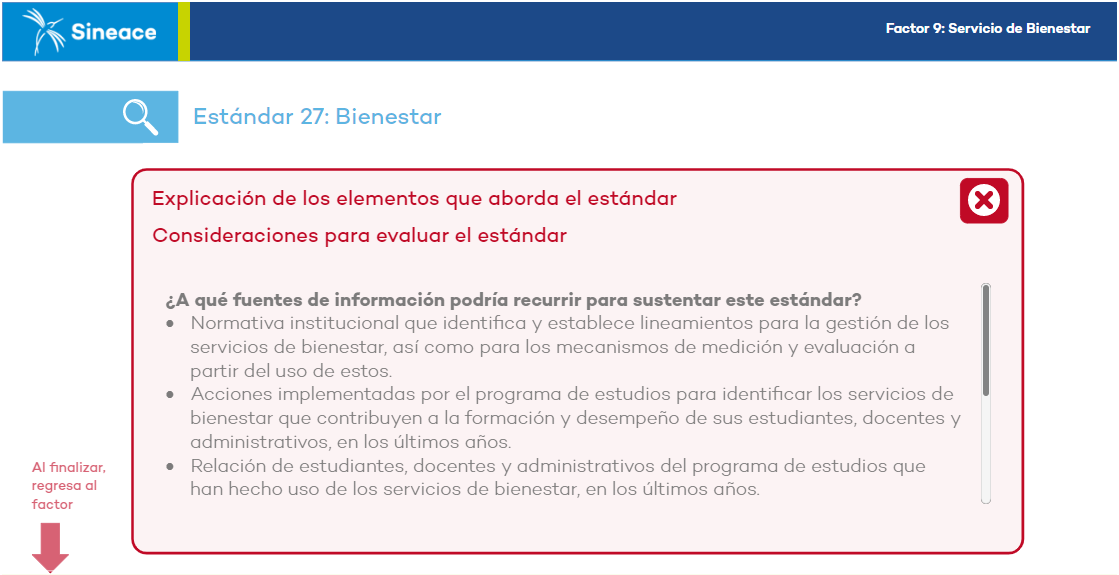 Sineace
Factor 9: Servicio de Bienestar
Estándar 27: Bienestar
Explicación de los elementos que aborda el estándar
Consideraciones para evaluar el estándar
¿A qué fuentes de información podría recurrir para sustentar este estándar?
• Normativa institucional que identifica y establece lineamientos para la gestión de los
servicios de bienestar, así como para los mecanismos de medición y evaluación a
partir del uso de estos.
• Acciones implementadas por el programa de estudios para identificar los servicios de
bienestar que contribuyen a la formación y desempeño de sus estudiantes, docentes y
administrativos, en los últimos años.
• Relación de estudiantes, docentes y administrativos del programa de estudios que
han hecho uso de los servicios de bienestar, en los últimos años.
Al finalizar,
regresa al
factor